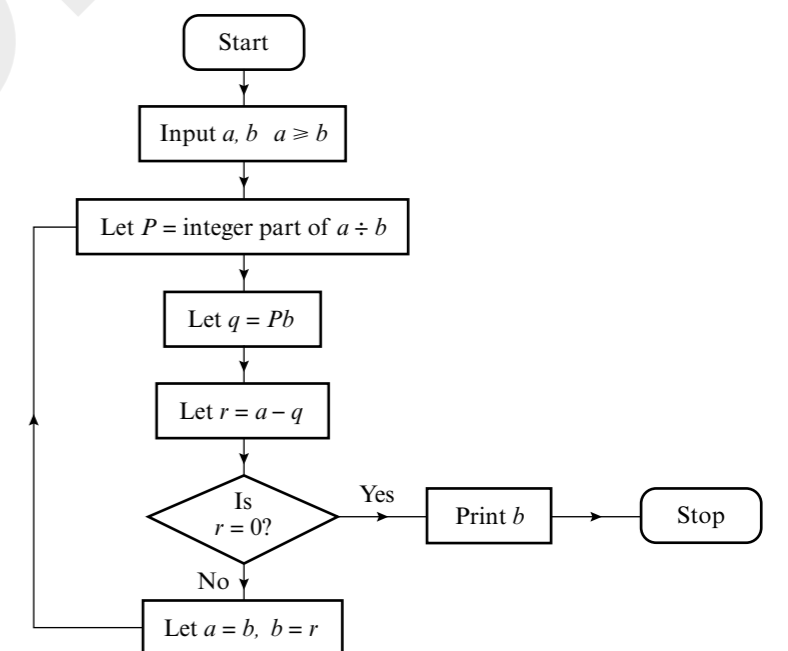 Start
Input a, b a ⩾ b
Let P = integer part of a ÷ b
Let q = Pb
Let r = a – q
Is
r = 0?
Yes
Print b
Stop
No
Let a = b, b = r